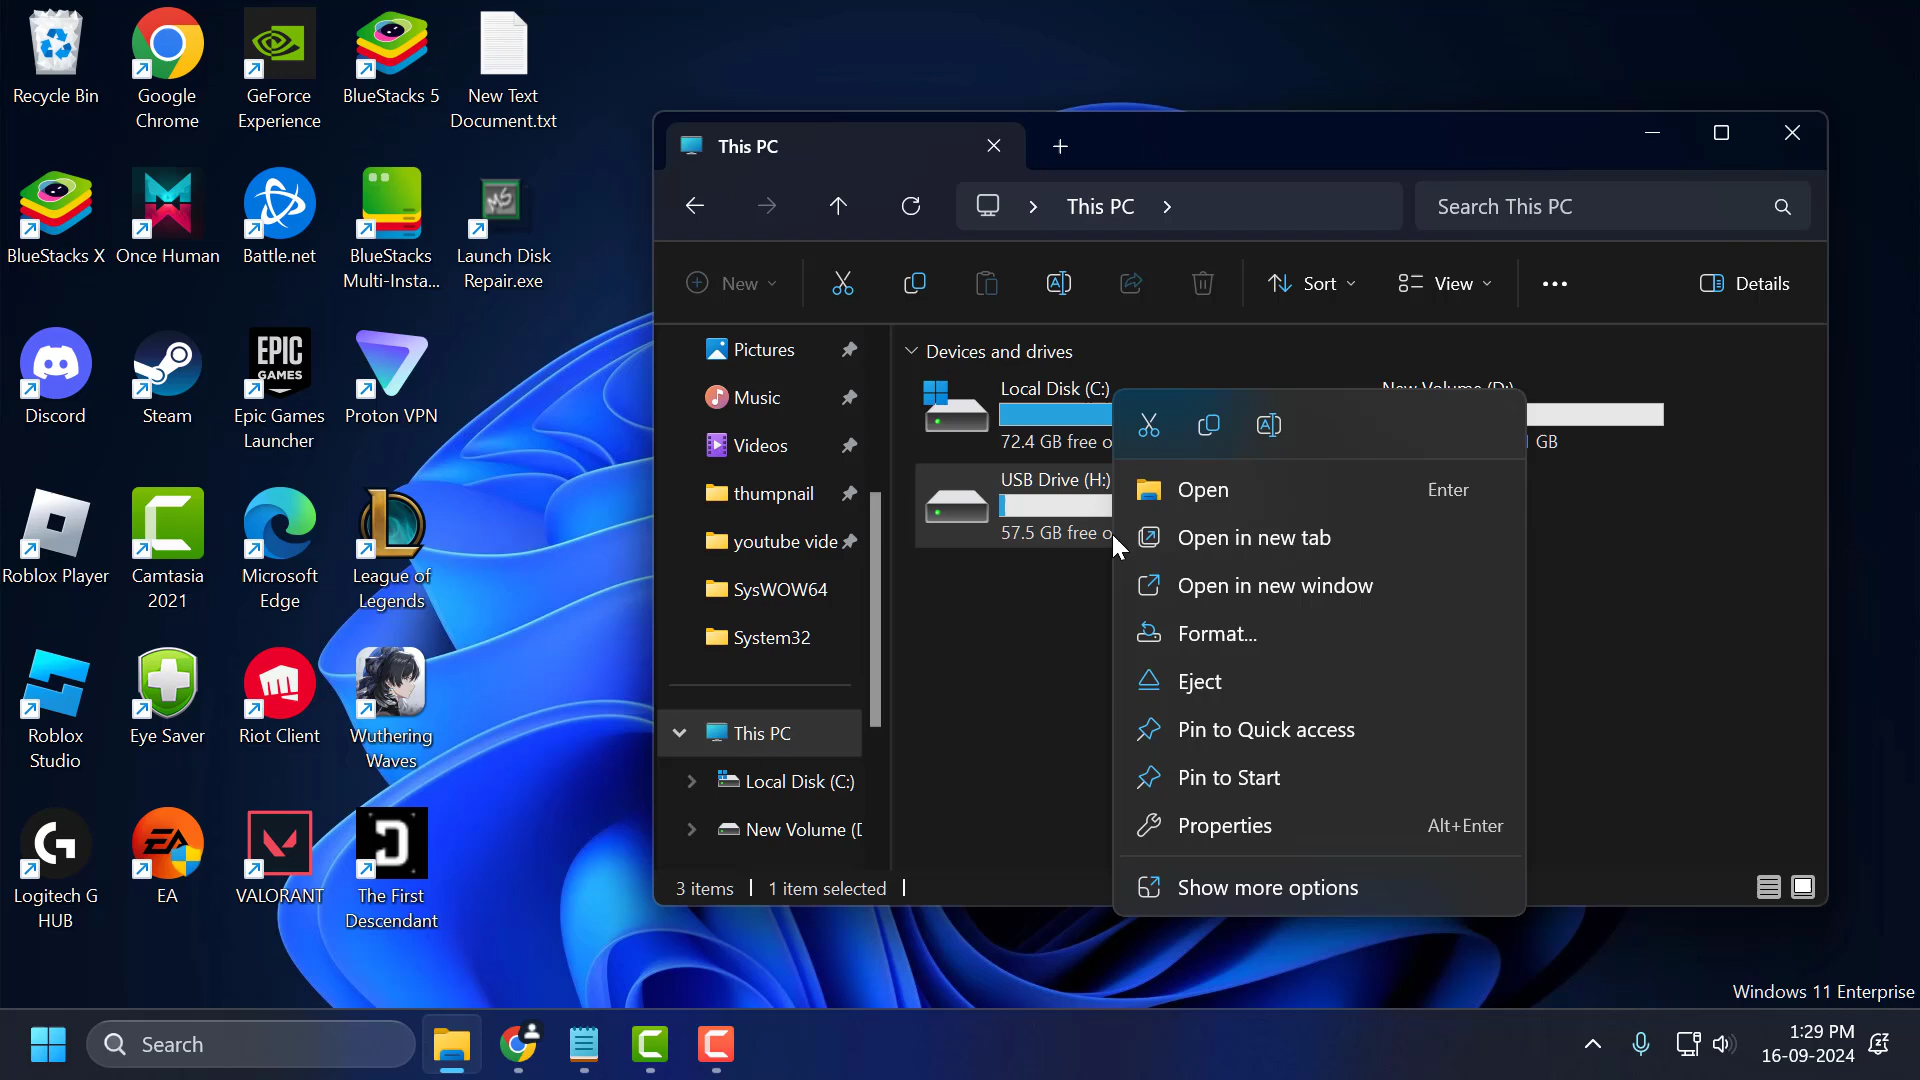 Recycle Bin
Google
Chrome
GeForce
Experience
BlueStacks 5
New Text
Document.txt
BlueStacks X
Once Human
Battle.net
BlueStacks
Multi-Insta...
MS
Launch Disk
Repair.exe
Discord
Steam
EPIC
GAMES
Epic Games
Launcher
Proton VPN
Roblox Player
Camtasia
2021
Microsoft
Edge
League of
Legends
Roblox
Studio
Eye Saver
Riot Client
Wuthering
Waves
Logitech G
HUB
EA
EA
VALORANT
The First
Descendant
This PC
This PC
Search This PC
New
Sort
View
Details
Pictures
Music
Videos
thumpnail
youtube vide
SysWOW64
System32
This PC
Local Disk (C:)
New Volume (D
Devices and drives
Local Disk (C:)
72.4 GB free o
New Volume (D:)
GB
USB Drive (H:)
57.5 GB free o
Open Enter
Open in new tab
Open in new window
Format...
Eject
Pin to Quick access
Pin to Start
Properties Alt+Enter
Show more options
3 items 1 item selected
Windows 11 Enterprise
Search
1:29 PM
16-09-2024